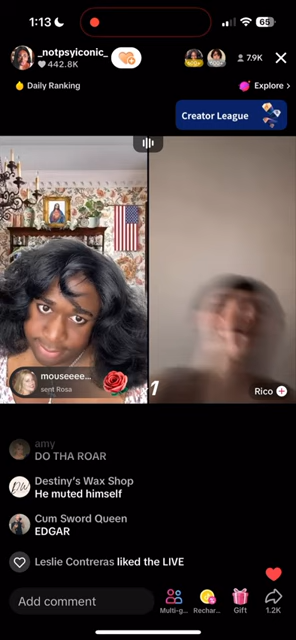 1:13
65
_notpsyiconic_
442.8K
7.9K
Daily Ranking
Explore >
Creator League
mouseeee...
sent Rosa
1
Rico
amy
DO THA ROAR
DW
Destiny's Wax Shop
He muted himself
Cum Sword Queen
EDGAR
Leslie Contreras liked the LIVE
Add comment
Multi-g...
Rechar...
Gift
1.2K